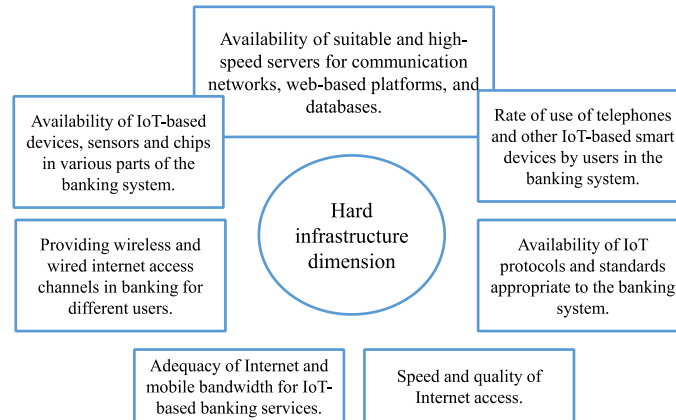 Availability of suitable and high-
speed servers for communication
networks, web-based platforms, and
databases.
Availability of IoT-based
devices, sensors and chips
in various parts of the
banking system.
Rate of use of telephones
and other IoT-based smart
devices by users in the
banking system.
Hard
infrastructure
dimension
Providing wireless and
wired internet access
channels in banking for
different users.
Availability of IoT
protocols and standards
appropriate to the banking
system.
Adequacy of Internet and
mobile bandwidth for IoT-
based banking services.
Speed and quality of
Internet access.